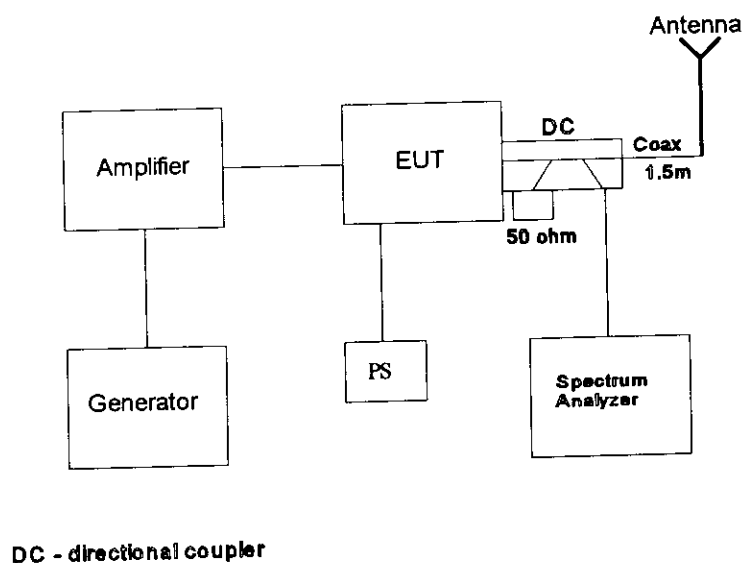 Antenna
DC
Coax
Amplifier
EUT
1.5m
50 ohm
PS
Generator
Spectrum
Analyzer
DC - directional coupler